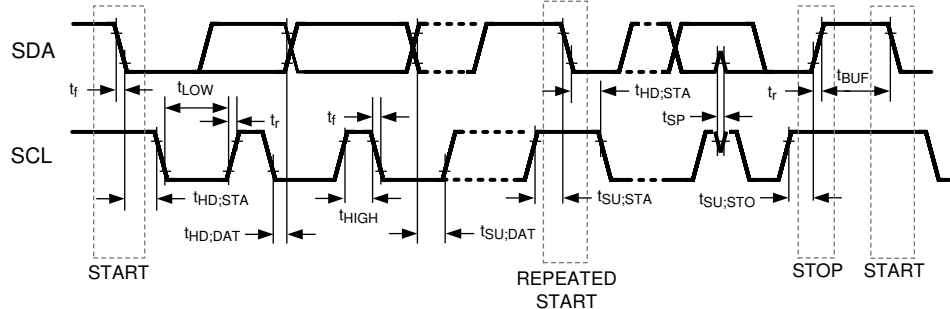 SDA
tf
tLOW
tr
tf
tHD;STA
tSP
tr
tBUF
SCL
tHD;STA
tHD;DAT
tHIGH
tSU;DAT
tSU;STA
tSU;STO
START
REPEATED
START
STOP
START